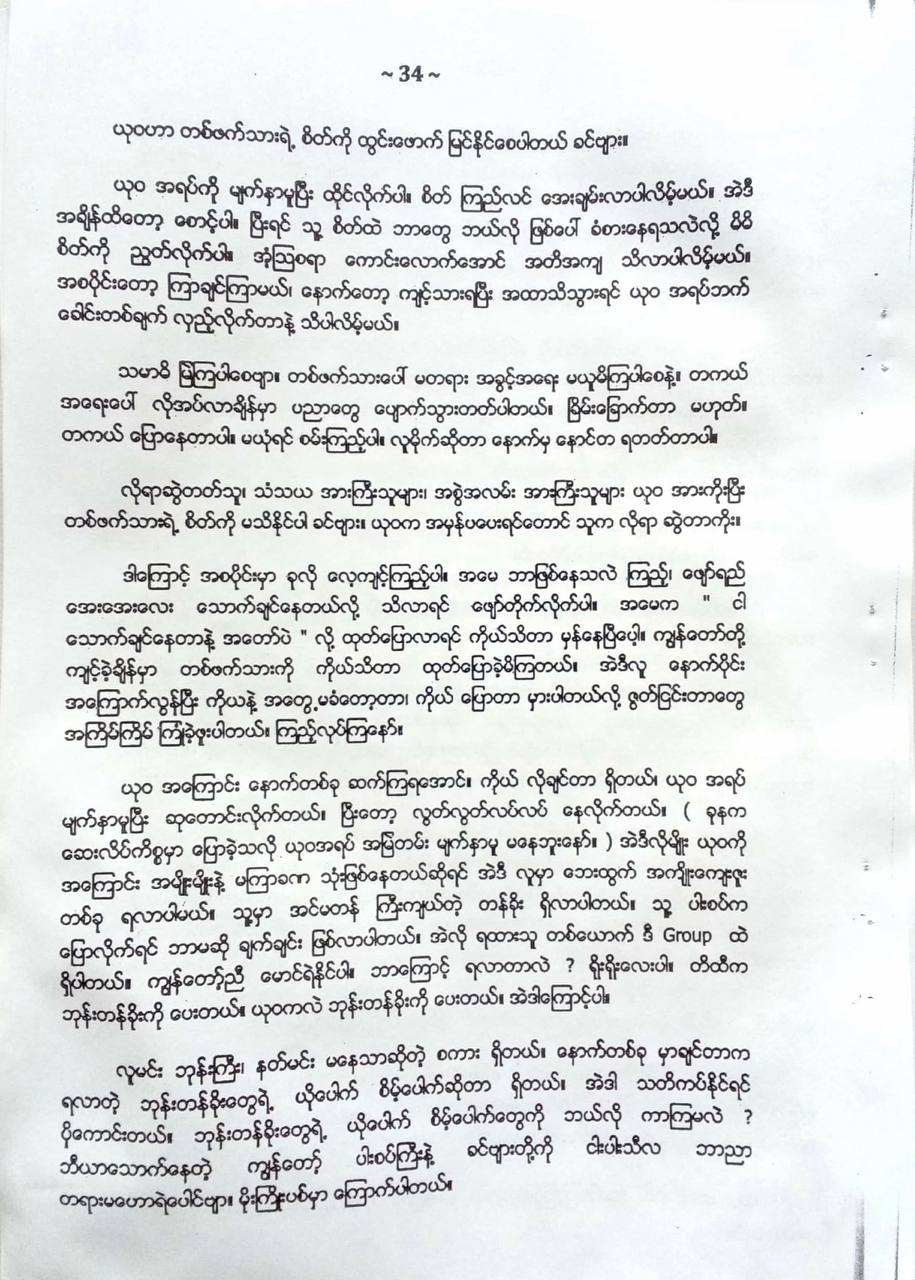 ~ 34 ~
ယုဝဟာ တစ်ဖက်သားရဲ့ စိတ်ကို ထွင်းဖောက် မြင်နိုင်စေပါတယ် ခင်ဗျား။
ယုဝ အရပ်ကို မျက်နှာမူပြီး ထိုင်လိုက်ပါ။ စိတ် ကြည်လင် အေးချမ်းလာပါလိမ့်မယ်။ အဲဒီ
အချိန်ထိတော့ စောင့်ပါ။ ပြီးရင် သူ့ စိတ်ထဲ ဘာတွေ ဘယ်လို ဖြစ်ပေါ် ခံစားနေရသလဲလို့ မိမိ
စိတ်ကို ညွှတ်လိုက်ပါ။ အံ့ဩစရာ ကောင်းလောက်အောင် အတိအကျ သိလာပါလိမ့်မယ်။
အစပိုင်းတော့ ကြာချင်ကြာမယ်၊ နောက်တော့ ကျင့်သားရပြီး အထာသိသွားရင် ယုဝ အရပ်ဘက်
ခေါင်းတစ်ချက် လှည့်လိုက်တာနဲ့ သိပါလိမ့်မယ်။
သမာဓိ မြဲကြပါစေဗျာ။ တစ်ဖက်သားပေါ် မတရား အခွင့်အရေး မယူမိကြပါစေနဲ့။ တကယ်
အရေးပေါ် လိုအပ်လာချိန်မှာ ပညာတွေ ပျောက်သွားတတ်ပါတယ်။ ခြိမ်းခြောက်တာ မဟုတ်။
တကယ် ပြောနေတာပါ။ မယုံရင် စမ်းကြည့်ပါ။ လူမိုက်ဆိုတာ နောက်မှ နောင်တ ရတတ်တာပါ။
လိုရာဆွဲတတ်သူ၊ သံသယ အားကြီးသူများ၊ အစွဲအလမ်း အားကြီးသူများ ယုဝ အားကိုးပြီး
တစ်ဖက်သားရဲ့ စိတ်ကို မသိနိုင်ပါ ခင်ဗျား။ ယုဝက အမှန်ပပေးရင်တောင် သူက လိုရာ ဆွဲတာကိုး။
ဒါကြောင့် အစပိုင်းမှာ ခုလို လေ့ကျင့်ကြည့်ပါ။ အမေ ဘာဖြစ်နေသလဲ ကြည့်၊ ဖျော်ရည်
အေးအေးလေး သောက်ချင်နေတယ်လို့ သိလာရင် ဖျော်တိုက်လိုက်ပါ။ အမေက " ငါ
သောက်ချင်နေတာနဲ့ အတော်ပဲ " လို့ ထုတ်ပြောလာရင် ကိုယ်သိတာ မှန်နေပြီပေါ့။ ကျွန်တော်တို့
ကျင့်ခဲ့ချိန်မှာ တစ်ဖက်သားကို ကိုယ်သိတာ ထုတ်ပြောခဲ့မိကြတယ်။ အဲဒီလူ နောက်ပိုင်း
အကြောက်လွန်ပြီး ကိုယနဲ့ အတွေ့မခံတော့တာ၊ ကိုယ် ပြောတာ မှားပါတယ်လို့ ဇွတ်ငြင်းတာတွေ
အကြိမ်ကြိမ် ကြုံခဲ့ဖူးပါတယ်။ ကြည့်လုပ်ကြနော်။
ယုဝ အကြောင်း နောက်တစ်ခု ဆက်ကြရအောင်။ ကိုယ် လိုချင်တာ ရှိတယ်၊ ယုဝ အရပ်
မျက်နှာမူပြီး ဆုတောင်းလိုက်တယ်။ ပြီးတော့ လွတ်လွတ်လပ်လပ် နေလိုက်တယ်။ ( ခုနက
ဆေးလိပ်ကိစ္စမှာ ပြောခဲ့သလို ယုဝအရပ် အမြဲတမ်း မျက်နှာမူ မနေဘူးနော်။ ) အဲဒီလိုမျိုး ယုဝကို
အကြောင်း အမျိုးမျိုးနဲ့ မကြာခဏ သုံးဖြစ်နေတယ်ဆိုရင် အဲဒီ လူမှာ ဘေးထွက် အကျိုးကျေးဇူး
တစ်ခု ရလာပါမယ်။ သူ့မှာ အင်မတန် ကြီးကျယ်တဲ့ တန်ခိုး ရှိလာပါတယ်။ သူ့ ပါးစပ်က
ပြောလိုက်ရင် ဘာမဆို ချက်ချင်း ဖြစ်လာပါတယ်။ အဲလို ရထားသူ တစ်ယောက် ဒီ Group ထဲ
ရှိပါတယ်။ ကျွန်တော့်ညီ မောင်ရဲနိုင်ပါ။ ဘာကြောင့် ရလာတာလဲ ? ရိုးရိုးလေးပါ။ တိထိက
ဘုန်းတန်ခိုးကို ပေးတယ်။ ယုဝကလဲ ဘုန်းတန်ခိုးကို ပေးတယ်။ အဲဒါကြောင့်ပါ။
လူမင်း ဘုန်းကြီး၊ နတ်မင်း မနေသာဆိုတဲ့ စကား ရှိတယ်။ နောက်တစ်ခု မှာချင်တာက
ရလာတဲ့ ဘုန်းတန်ခိုးတွေရဲ့ ယိုပေါက် စိမ့်ပေါက်ဆိုတာ ရှိတယ်။ အဲဒါ သတိကပ်နိုင်ရင်
ပိုကောင်းတယ်။ ဘုန်းတန်ခိုးတွေရဲ့ ယိုပေါက် စိမ့်ပေါက်တွေကို ဘယ်လို ကာကြမလဲ ?
ဘီယာသောက်နေတဲ့ ကျွန်တော့် ပါးစပ်ကြီးနဲ့ ခင်ဗျားတို့ကို ငါးပါးသီလ ဘာညာ
တရားမဟောရဲပေါင်ဗျာ။ မိုးကြိုးပစ်မှာ ကြောက်ပါတယ်။